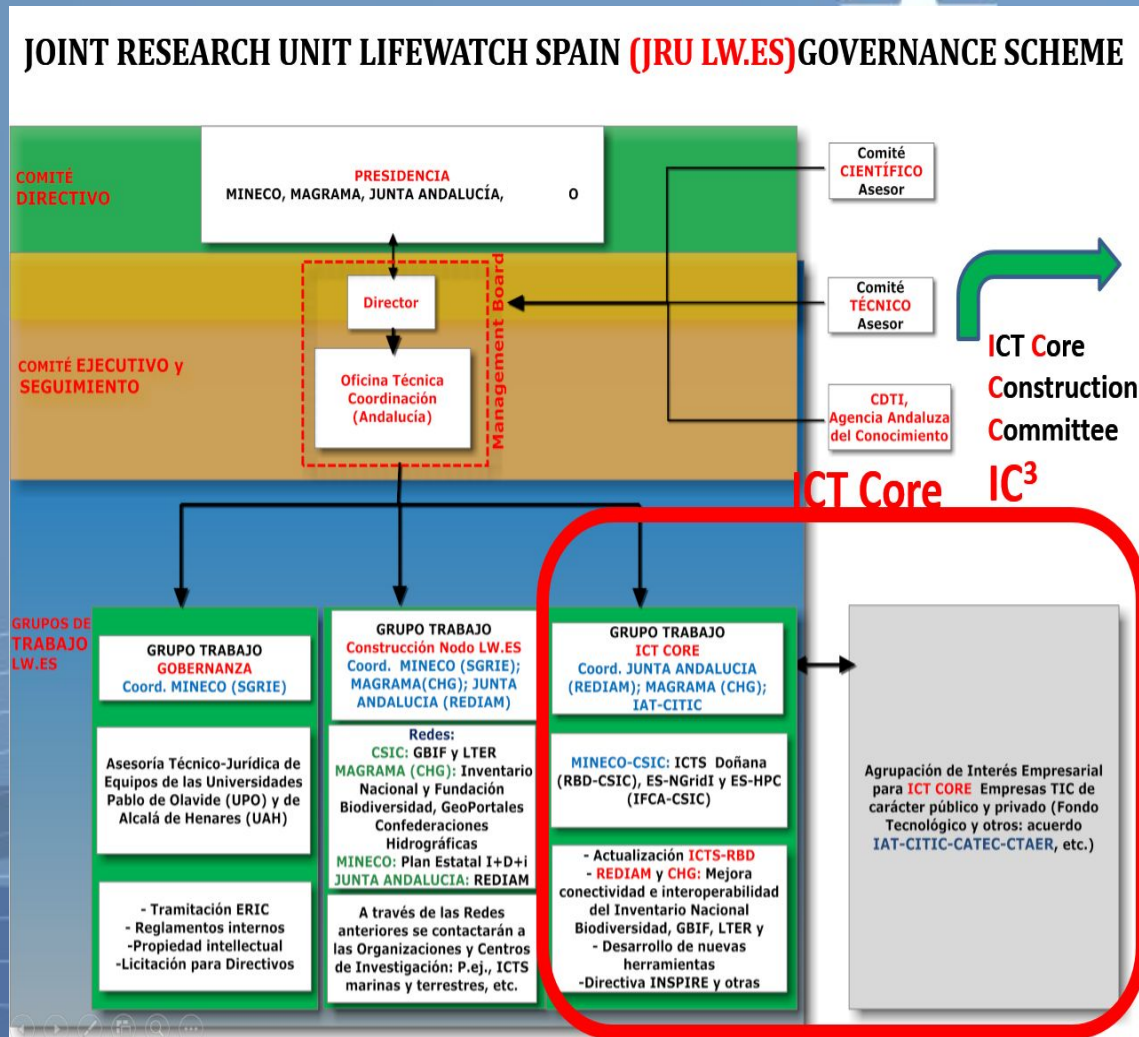 JOINT RESEARCH UNIT LIFEWATCH SPAIN (JRU LW.ES)GOVERNANCE SCHEME
COMITÉ
DIRECTIVO
PRESIDENCIA
MINECO, MAGRAMA, JUNTA ANDALUCÍA, O
Comité
CIENTÍFICO
Asesor
Director
Management Board
Comité
TÉCNICO
Asesor
COMITÉ EJECUTIVO y
SEGUIMIENTO
Oficina Técnica
Coordinación
(Andalucía)
CDTI,
Agencia Andaluza
del Conocimiento
ICT Core
Construction
Committee
IC³
ICT Core
GRUPOS DE
TRABAJO
LW.ES
GRUPO TRABAJO
GOBERNANZA
Coord. MINECO (SGRIE)
Asesoría Técnico-Jurídica de
Equipos de las Universidades
Pablo de Olavide (UPO) y de
Alcalá de Henares (UAH)
- Tramitación ERIC
- Reglamentos internos
-Propiedad intellectual
-Licitación para Directivos
GRUPO TRABAJO
Construcción Nodo LW.ES
Coord. MINECO (SGRIE);
MAGRAMA(CHG); JUNTA
ANDALUCIA (REDIAM)
Redes:
CSIC: GBIF y LTER
MAGRAMA (CHG): Inventario
Nacional y Fundación
Biodiversidad, GeoPortales
Confederaciones
Hidrográficas
MINECO: Plan Estatal I+D+i
JUNTA ANDALUCIA: REDIAM
A través de las Redes
anteriores se contactarán a
las Organizaciones y Centros
de Investigación: P.ej., ICTS
marinas y terrestres, etc.
GRUPO TRABAJO
ICT CORE
Coord. JUNTA ANDALUCIA
(REDIAM); MAGRAMA (CHG);
IAT-CITIC
MINECO-CSIC: ICTS Doñana
(RBD-CSIC), ES-NGridI y ES-HPC
(IFCA-CSIC)
- Actualización ICTS-RBD
- REDIAM y CHG: Mejora
conectividad e interoperabilidad
del Inventario Nacional
Biodiversidad, GBIF, LTER y
- Desarrollo de nuevas
herramientas
-Directiva INSPIRE y otras
Agrupación de Interés Empresarial
para ICT CORE Empresas TIC de
carácter público y privado (Fondo
Tecnológico y otros: acuerdo
IAT-CITIC-CATEC-CTAER, etc.)